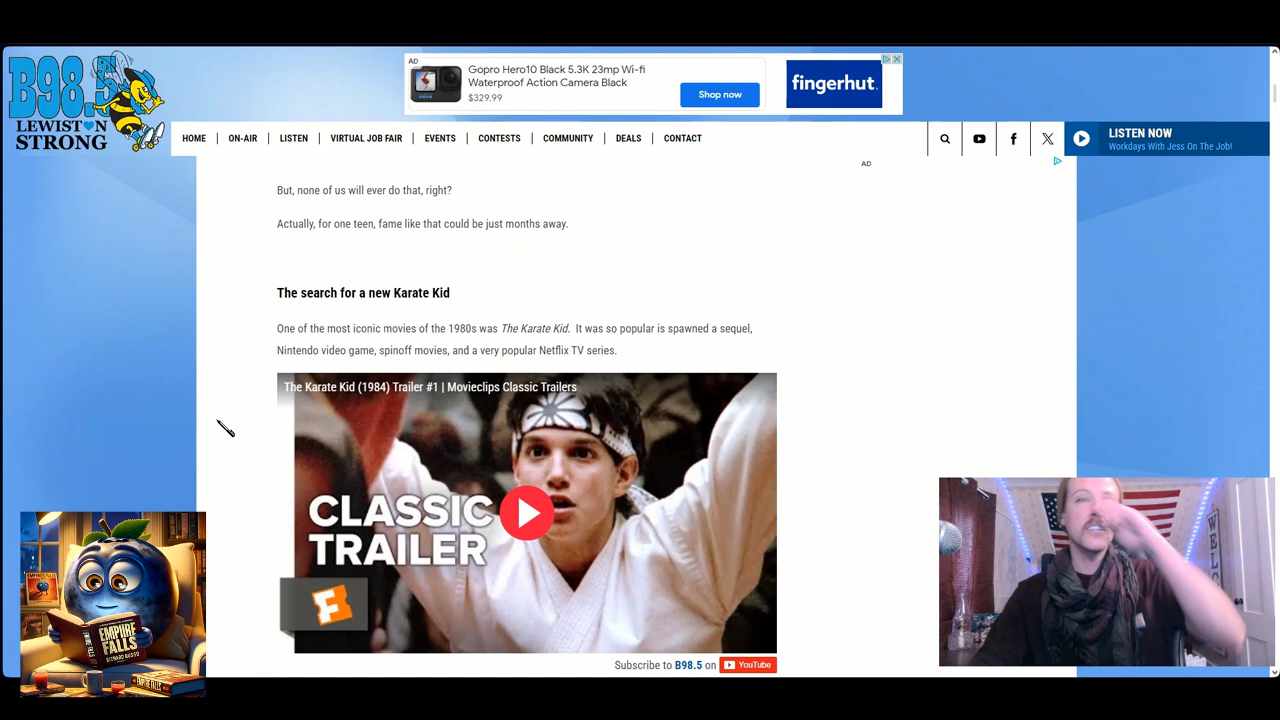 B98.5
LEWISTON
STRONG
AD
Gopro Hero10 Black 5.3K 23mp Wi-fi
Waterproof Action Camera Black
$329.99
Shop now
fingerhut.
HOME
ON-AIR
LISTEN
VIRTUAL JOB FAIR
EVENTS
CONTESTS
COMMUNITY
DEALS
CONTACT
LISTEN NOW
Workdays With Jess On The Job!
AD
But, none of us will ever do that, right?
Actually, for one teen, fame like that could be just months away.
The search for a new Karate Kid
One of the most iconic movies of the 1980s was The Karate Kid. It was so popular is spawned a sequel,
Nintendo video game, spinoff movies, and a very popular Netflix TV series.
The Karate Kid (1984) Trailer #1 | Movieclips Classic Trailers
CLASSIC
TRAILER
Subscribe to B98.5 on YouTube
EMPIIRE
FALLS